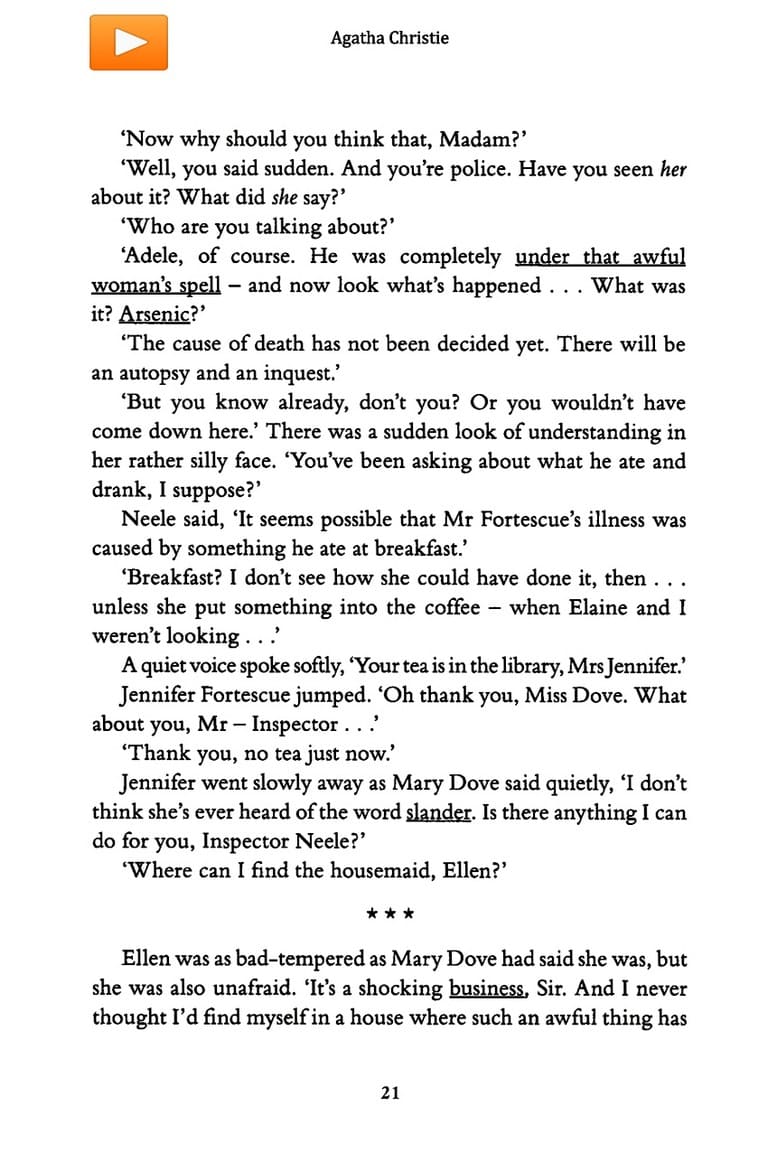 Agatha Christie
‘Now why should you think that, Madam?’
‘Well, you said sudden. And you’re police. Have you seen her
about it? What did she say?’
‘Who are you talking about?’
‘Adele, of course. He was completely under that awful
woman’s spell – and now look what’s happened . . . What was
it? Arsenic?’
‘The cause of death has not been decided yet. There will be
an autopsy and an inquest.’
‘But you know already, don’t you? Or you wouldn’t have
come down here.’ There was a sudden look of understanding in
her rather silly face. ‘You’ve been asking about what he ate and
drank, I suppose?’
Neele said, ‘It seems possible that Mr Fortescue’s illness was
caused by something he ate at breakfast.’
‘Breakfast? I don’t see how she could have done it, then . . .
unless she put something into the coffee – when Elaine and I
weren’t looking . . .’
A quiet voice spoke softly, ‘Your tea is in the library, Mrs Jennifer.’
Jennifer Fortescue jumped. ‘Oh thank you, Miss Dove. What
about you, Mr – Inspector . . .’
‘Thank you, no tea just now.’
Jennifer went slowly away as Mary Dove said quietly, ‘I don’t
think she’s ever heard of the word slander. Is there anything I can
do for you, Inspector Neele?’
‘Where can I find the housemaid, Ellen?’
★ ★ ★
Ellen was as bad-tempered as Mary Dove had said she was, but
she was also unafraid. ‘It’s a shocking business, Sir. And I never
thought I’d find myself in a house where such an awful thing has
21